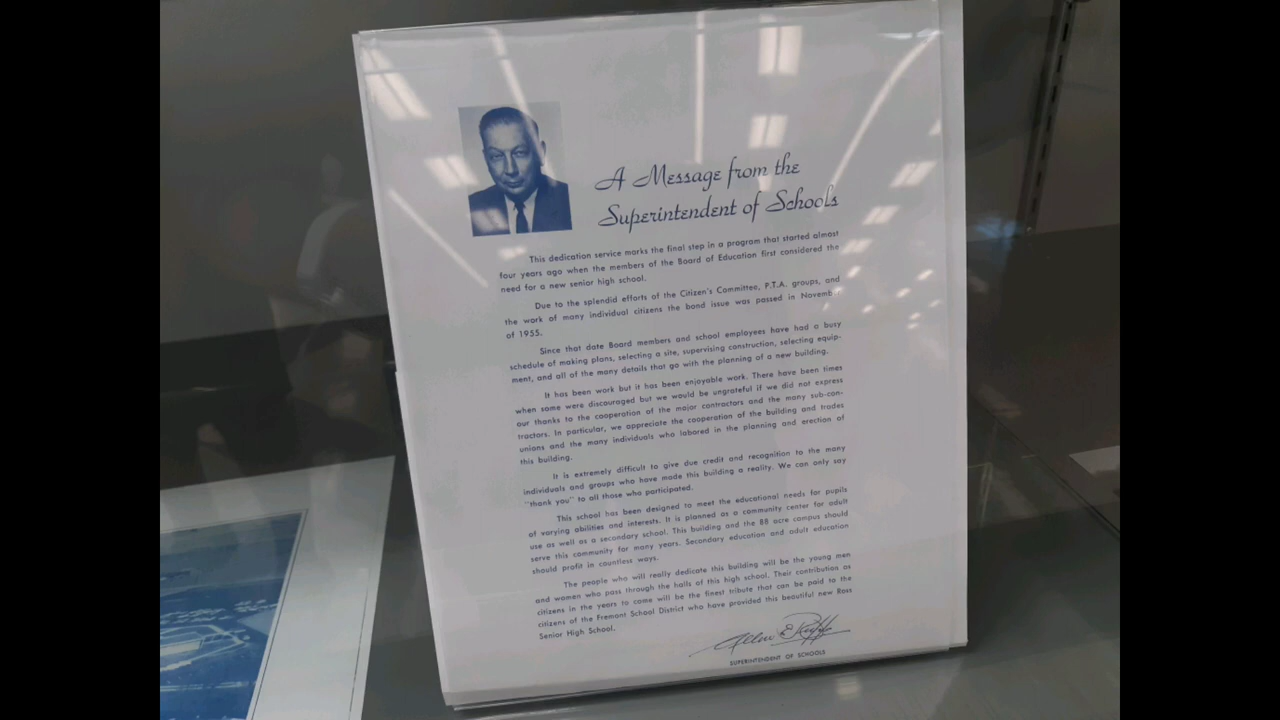 A Message from the
Superintendent of Schools
This dedication service marks the final step in a program that started almost
four years ago when the members of the Board of Education first considered the
need for a new senior high school.
Due to the splendid efforts of the Citizen's Committee, P.T.A. groups, and
the work of many individual citizens the bond issue was passed in November
of 1955.
Since that date Board members and school employees have had a busy
schedule of making plans, selecting a site, supervising construction, selecting equip-
ment, and all of the many details that go with the planning of a new building.
It has been work but it has been enjoyable work. There have been times
when some were discouraged but we would be ungrateful if we did not express
our thanks to the cooperation of the major contractors and the many sub-con-
tractors. In particular, we appreciate the cooperation of the building and trades
unions and the many individuals who labored in the planning and erection of
this building.
It is extremely difficult to give due credit and recognition to the many
individuals and groups who have made this building a reality. We can only say
"thank you" to all those who participated.
This school has been designed to meet the educational needs for pupils
of varying abilities and interests. It is planned as a community center for adult
use as well as a secondary school. This building and the 88 acre campus should
serve this community for many years. Secondary education and adult education
should profit in countless ways.
The people who will really dedicate this building will be the young men
and women who pass through the halls of this high school. Their contribution as
citizens in the years to come will be the finest tribute that can be paid to the
citizens of the Fremont School District who have provided this beautiful new Ross
Senior High School.
Allen E. Rupp
SUPERINTENDENT OF SCHOOLS